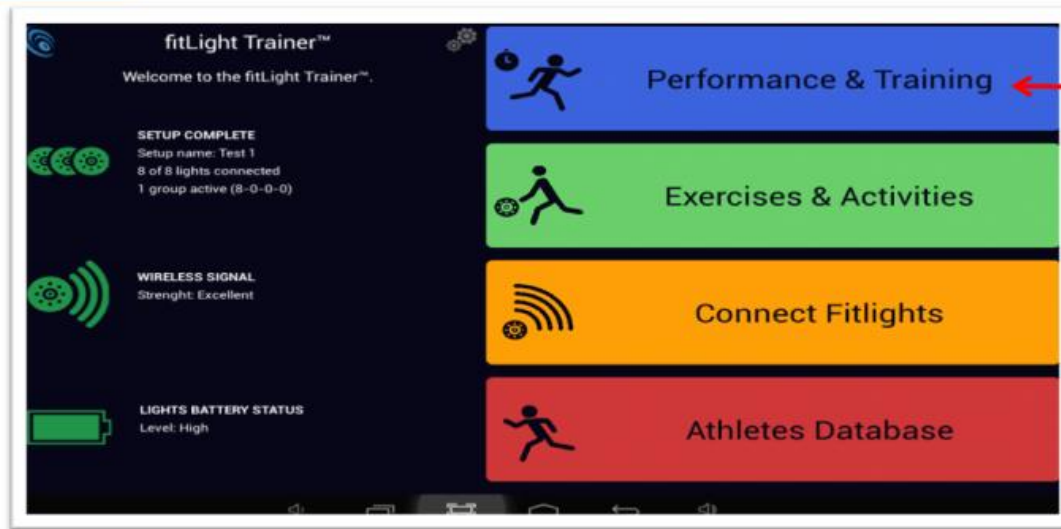 fitLight Trainer™
Welcome to the fitLight Trainer™.
SETUP COMPLETE
Setup name: Test 1
8 of 8 lights connected
1 group active (8-0-0-0)
WIRELESS SIGNAL
Strenght: Excellent
LIGHTS BATTERY STATUS
Level: High
Performance & Training
Exercises & Activities
Connect Fitlights
Athletes Database